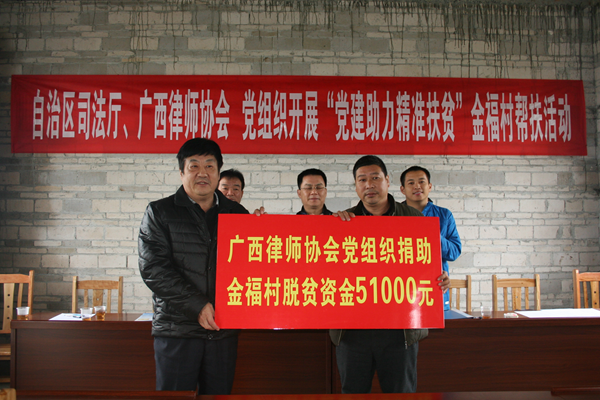 自治区司法厅、广西律师协会 党组织开展“党建助力精准扶贫”金福村帮扶活动
广西律师协会党组织捐助
金福村脱贫资金51000元